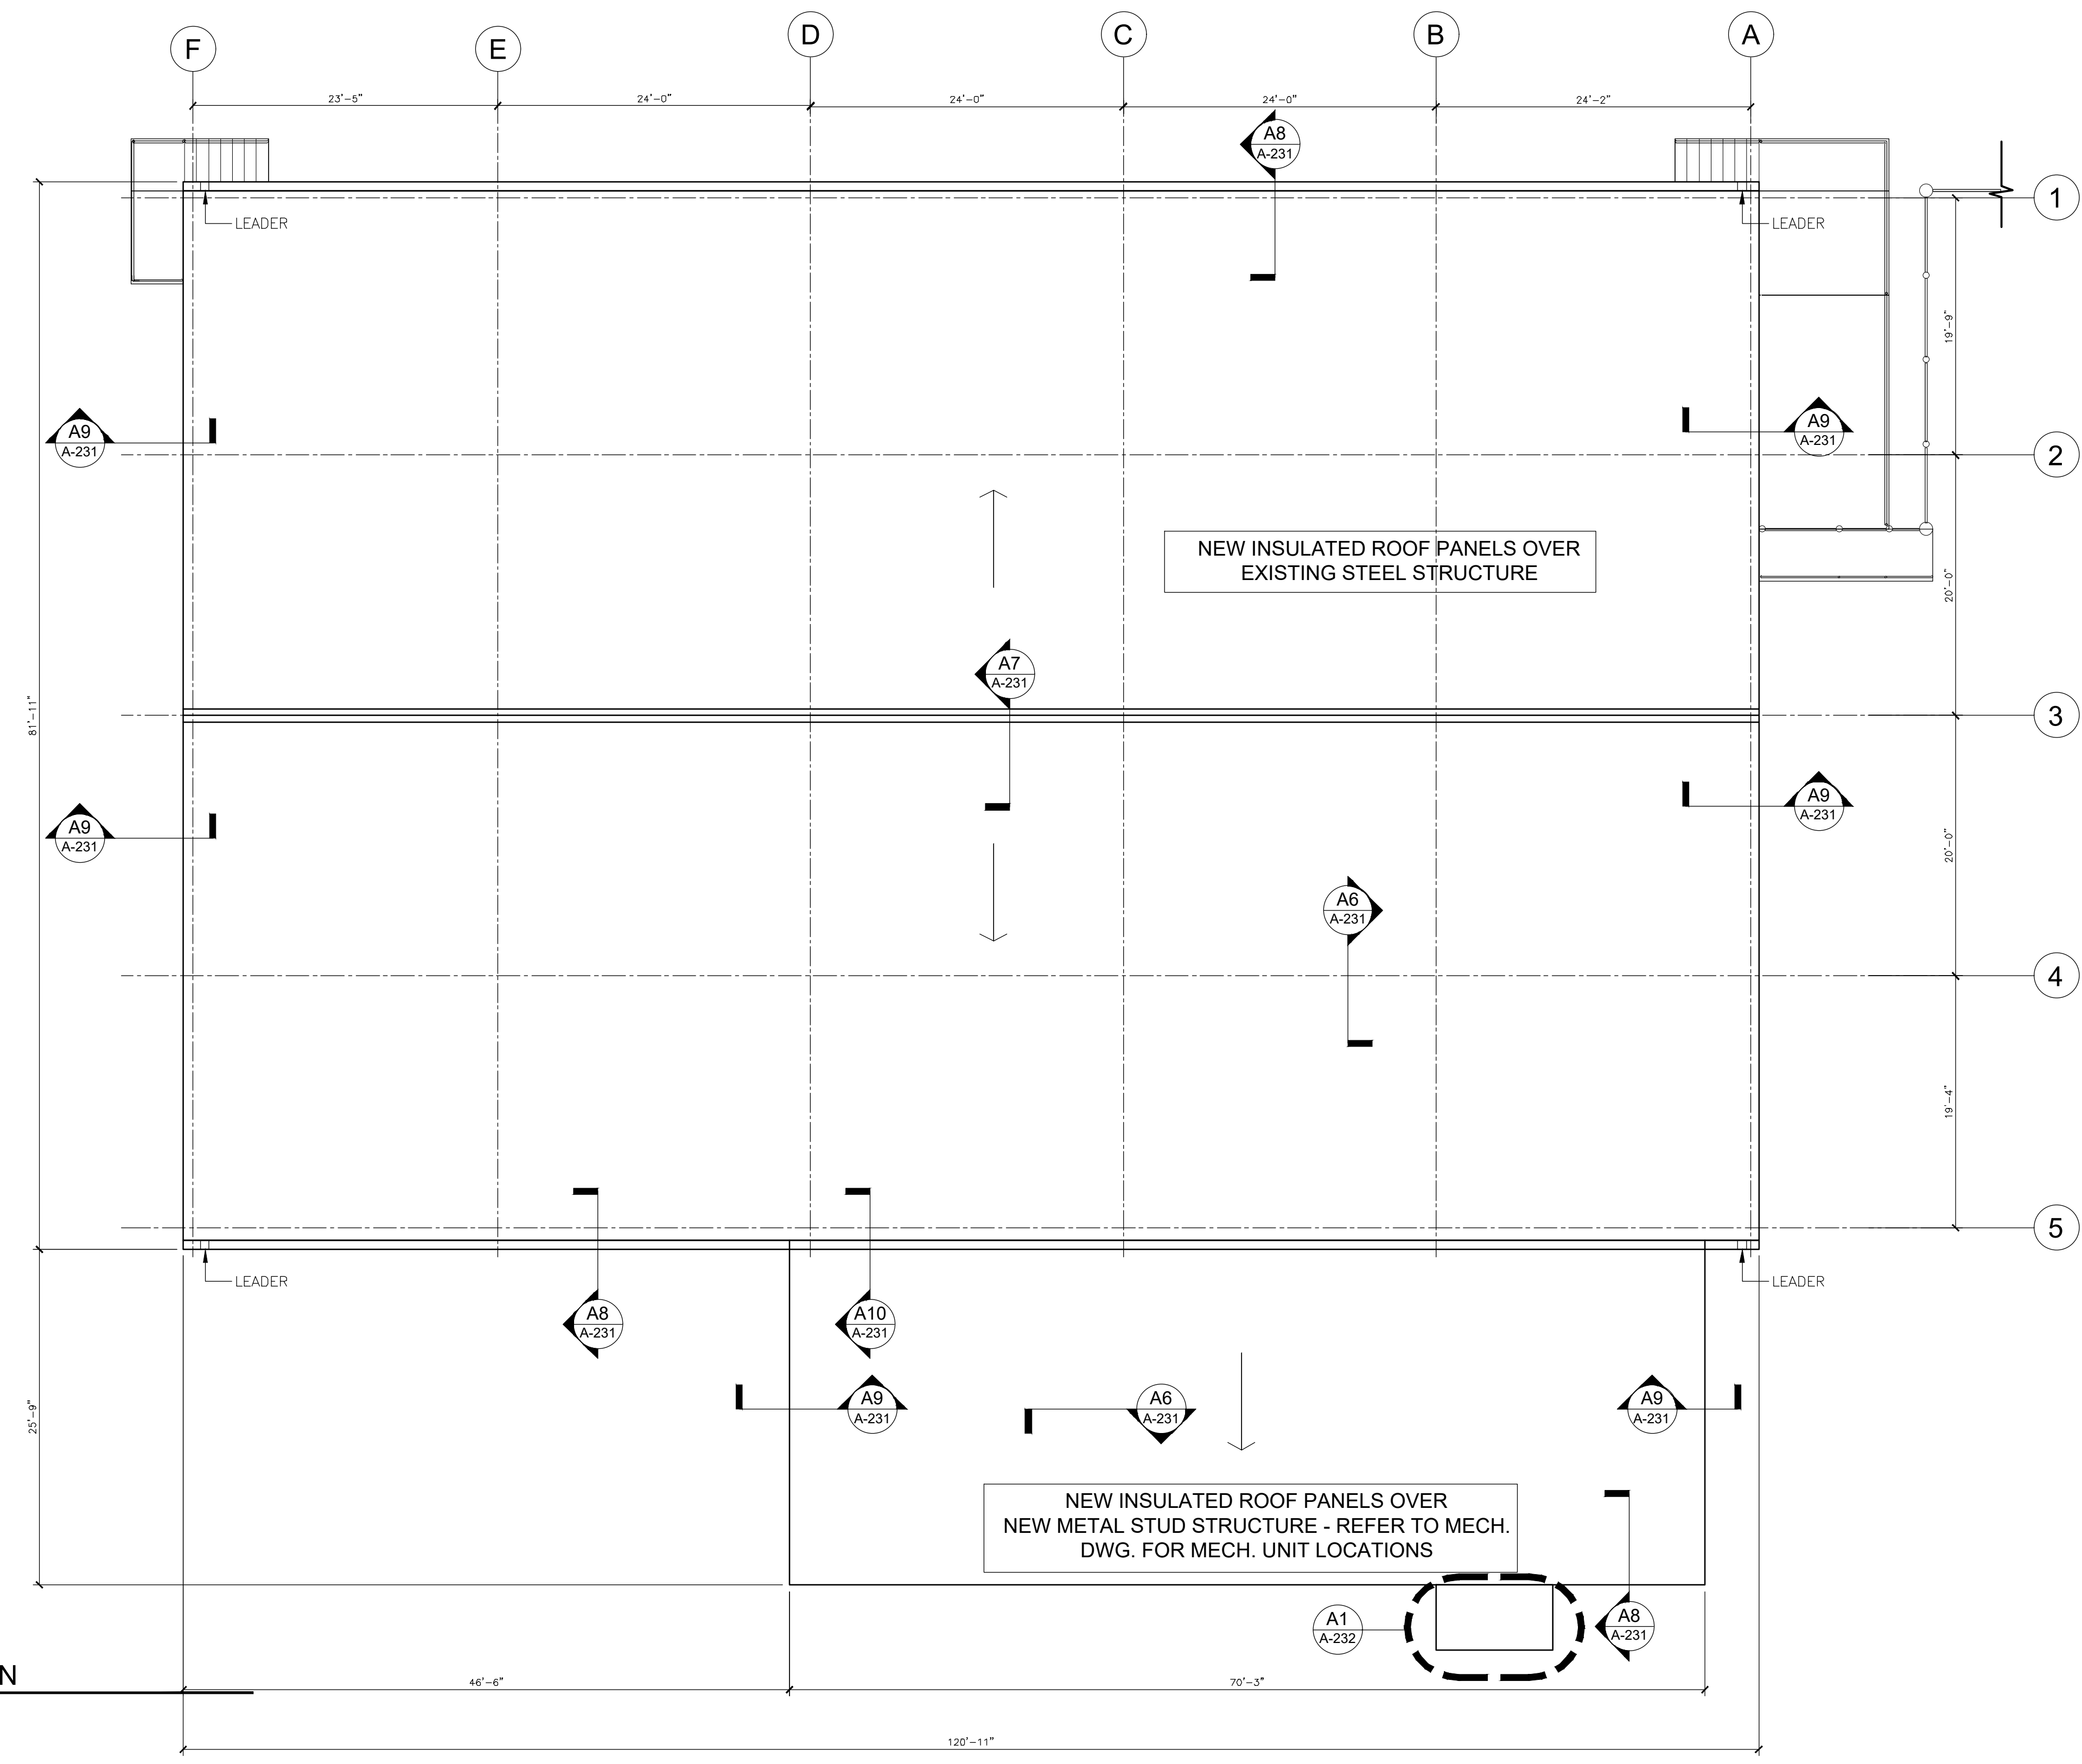 F
E
D
C
B
A
23'-5"
24'-0"
24'-0"
24'-0"
24'-2"
A8
A-231
1
LEADER
LEADER
19'-9"
A9
A-231
A9
A-231
2
NEW INSULATED ROOF PANELS OVER
EXISTING STEEL STRUCTURE
20'-0"
A7
A-231
81'-11"
3
A9
A-231
A9
A-231
20'-0"
A6
A-231
4
19'-4"
5
LEADER
LEADER
A8
A-231
A10
A-231
25'-9"
A9
A-231
A6
A-231
A9
A-231
NEW INSULATED ROOF PANELS OVER
NEW METAL STUD STRUCTURE - REFER TO MECH.
DWG. FOR MECH. UNIT LOCATIONS
A1
A-232
A8
A-231
N
46'-6"
70'-3"
120'-11"